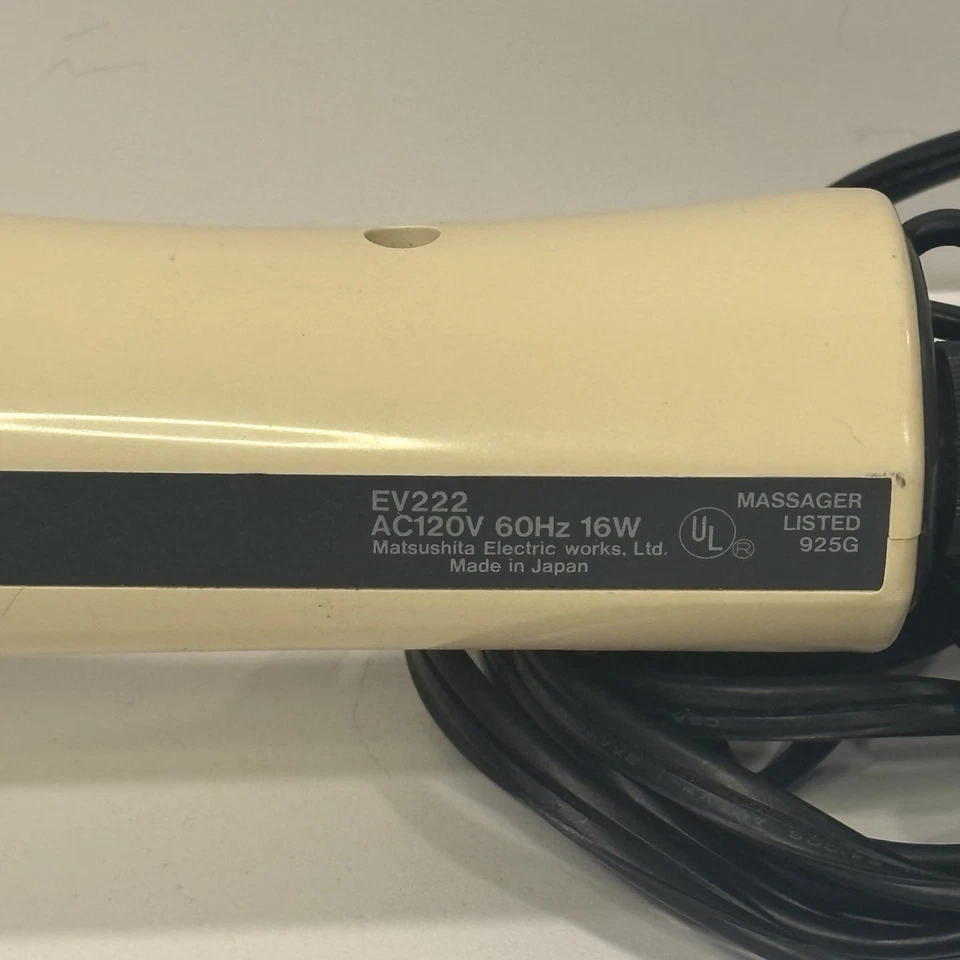 EV222
AC120V 60Hz 16W
Matsushita Electric works, Ltd.
Made in Japan
UL
®
MASSAGER
LISTED
925G